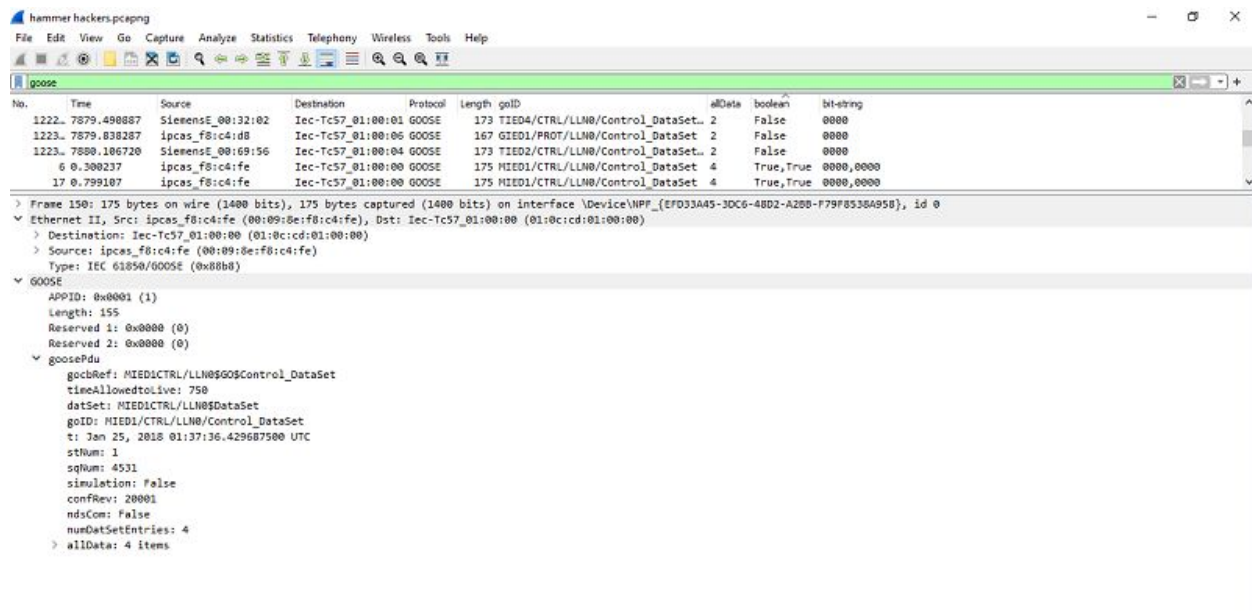 hammer hackers.pcapng
File Edit View Go Capture Analyze Statistics Telephony Wireless Tools Help
goose
No. Time Source Destination Protocol Length goID allData boolean bit-string
1222… 7879.490887 SiemensE_00:32:02 Iec-Tc57_01:00:01 GOOSE 173 TIED4/CTRL/LLN0/Control_DataSet… 2 False 0000
1223… 7879.838287 ipcas_f8:c4:d8 Iec-Tc57_01:00:06 GOOSE 167 GIED1/PROT/LLN0/Control_DataSet 2 False 0000
1223… 7880.106720 SiemensE_00:69:56 Iec-Tc57_01:00:04 GOOSE 173 TIED2/CTRL/LLN0/Control_DataSet… 2 False 0000
6 0.300237 ipcas_f8:c4:fe Iec-Tc57_01:00:00 GOOSE 175 MIED1/CTRL/LLN0/Control_DataSet 4 True,True 0000,0000
17 0.799107 ipcas_f8:c4:fe Iec-Tc57_01:00:00 GOOSE 175 MIED1/CTRL/LLN0/Control_DataSet 4 True,True 0000,0000
Frame 150: 175 bytes on wire (1400 bits), 175 bytes captured (1400 bits) on interface \Device\NPF_{EFD33A45-3DC6-48D2-A2BB-F79F8538A958}, id 0
Ethernet II, Src: ipcas_f8:c4:fe (00:09:8e:f8:c4:fe), Dst: Iec-Tc57_01:00:00 (01:0c:cd:01:00:00)
Destination: Iec-Tc57_01:00:00 (01:0c:cd:01:00:00)
Source: ipcas_f8:c4:fe (00:09:8e:f8:c4:fe)
Type: IEC 61850/GOOSE (0x88b8)
GOOSE
APPID: 0x0001 (1)
Length: 155
Reserved 1: 0x0000 (0)
Reserved 2: 0x0000 (0)
goosePdu
gocbRef: MIED1CTRL/LLN0$GO$Control_DataSet
timeAllowedtoLive: 750
datSet: MIED1CTRL/LLN0$DataSet
goID: MIED1/CTRL/LLN0/Control_DataSet
t: Jan 25, 2018 01:37:36.429687500 UTC
stNum: 1
sqNum: 4531
simulation: False
confRev: 20001
ndsCom: False
numDatSetEntries: 4
allData: 4 items